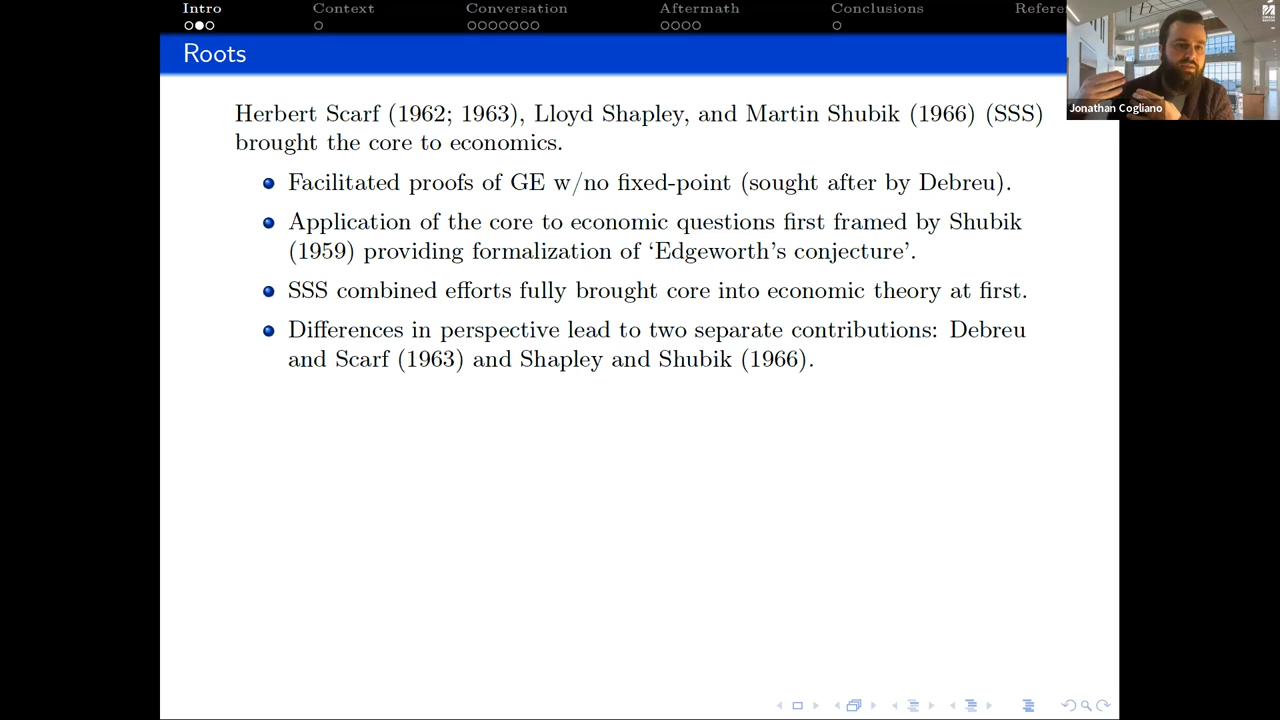 Intro Context Conversation Aftermath Conclusions Refere
Roots
Jonathan Cogliano
Herbert Scarf (1962; 1963), Lloyd Shapley, and Martin Shubik (1966) (SSS)
brought the core to economics.
Facilitated proofs of GE w/no fixed-point (sought after by Debreu).
Application of the core to economic questions first framed by Shubik
(1959) providing formalization of ‘Edgeworth’s conjecture’.
SSS combined efforts fully brought core into economic theory at first.
Differences in perspective lead to two separate contributions: Debreu
and Scarf (1963) and Shapley and Shubik (1966).